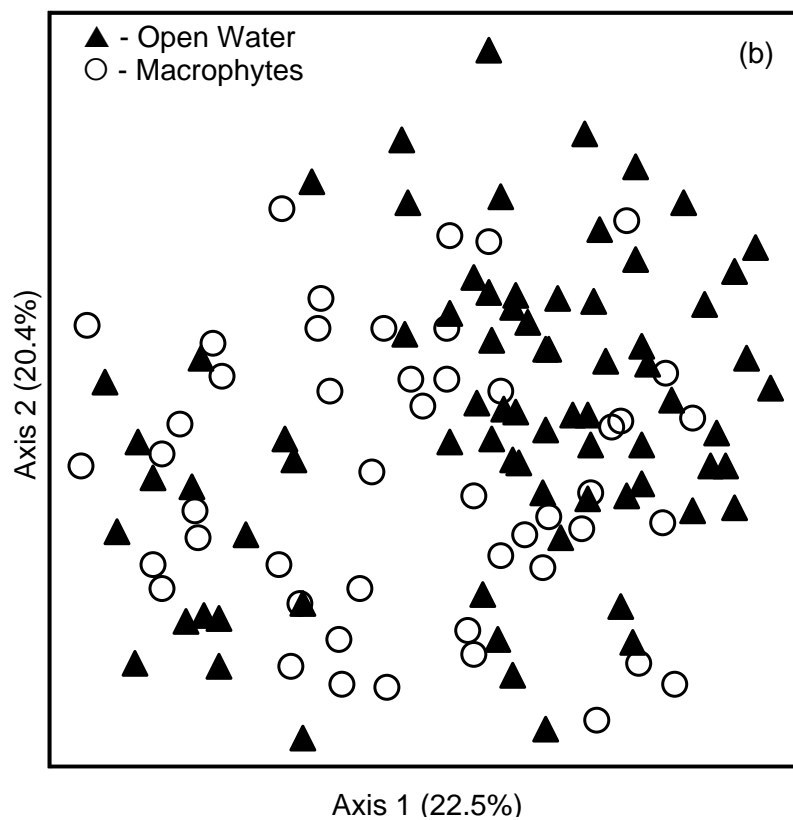 - Open Water
- Macrophytes
(b)
Axis 2 (20.4%)
Axis 1 (22.5%)